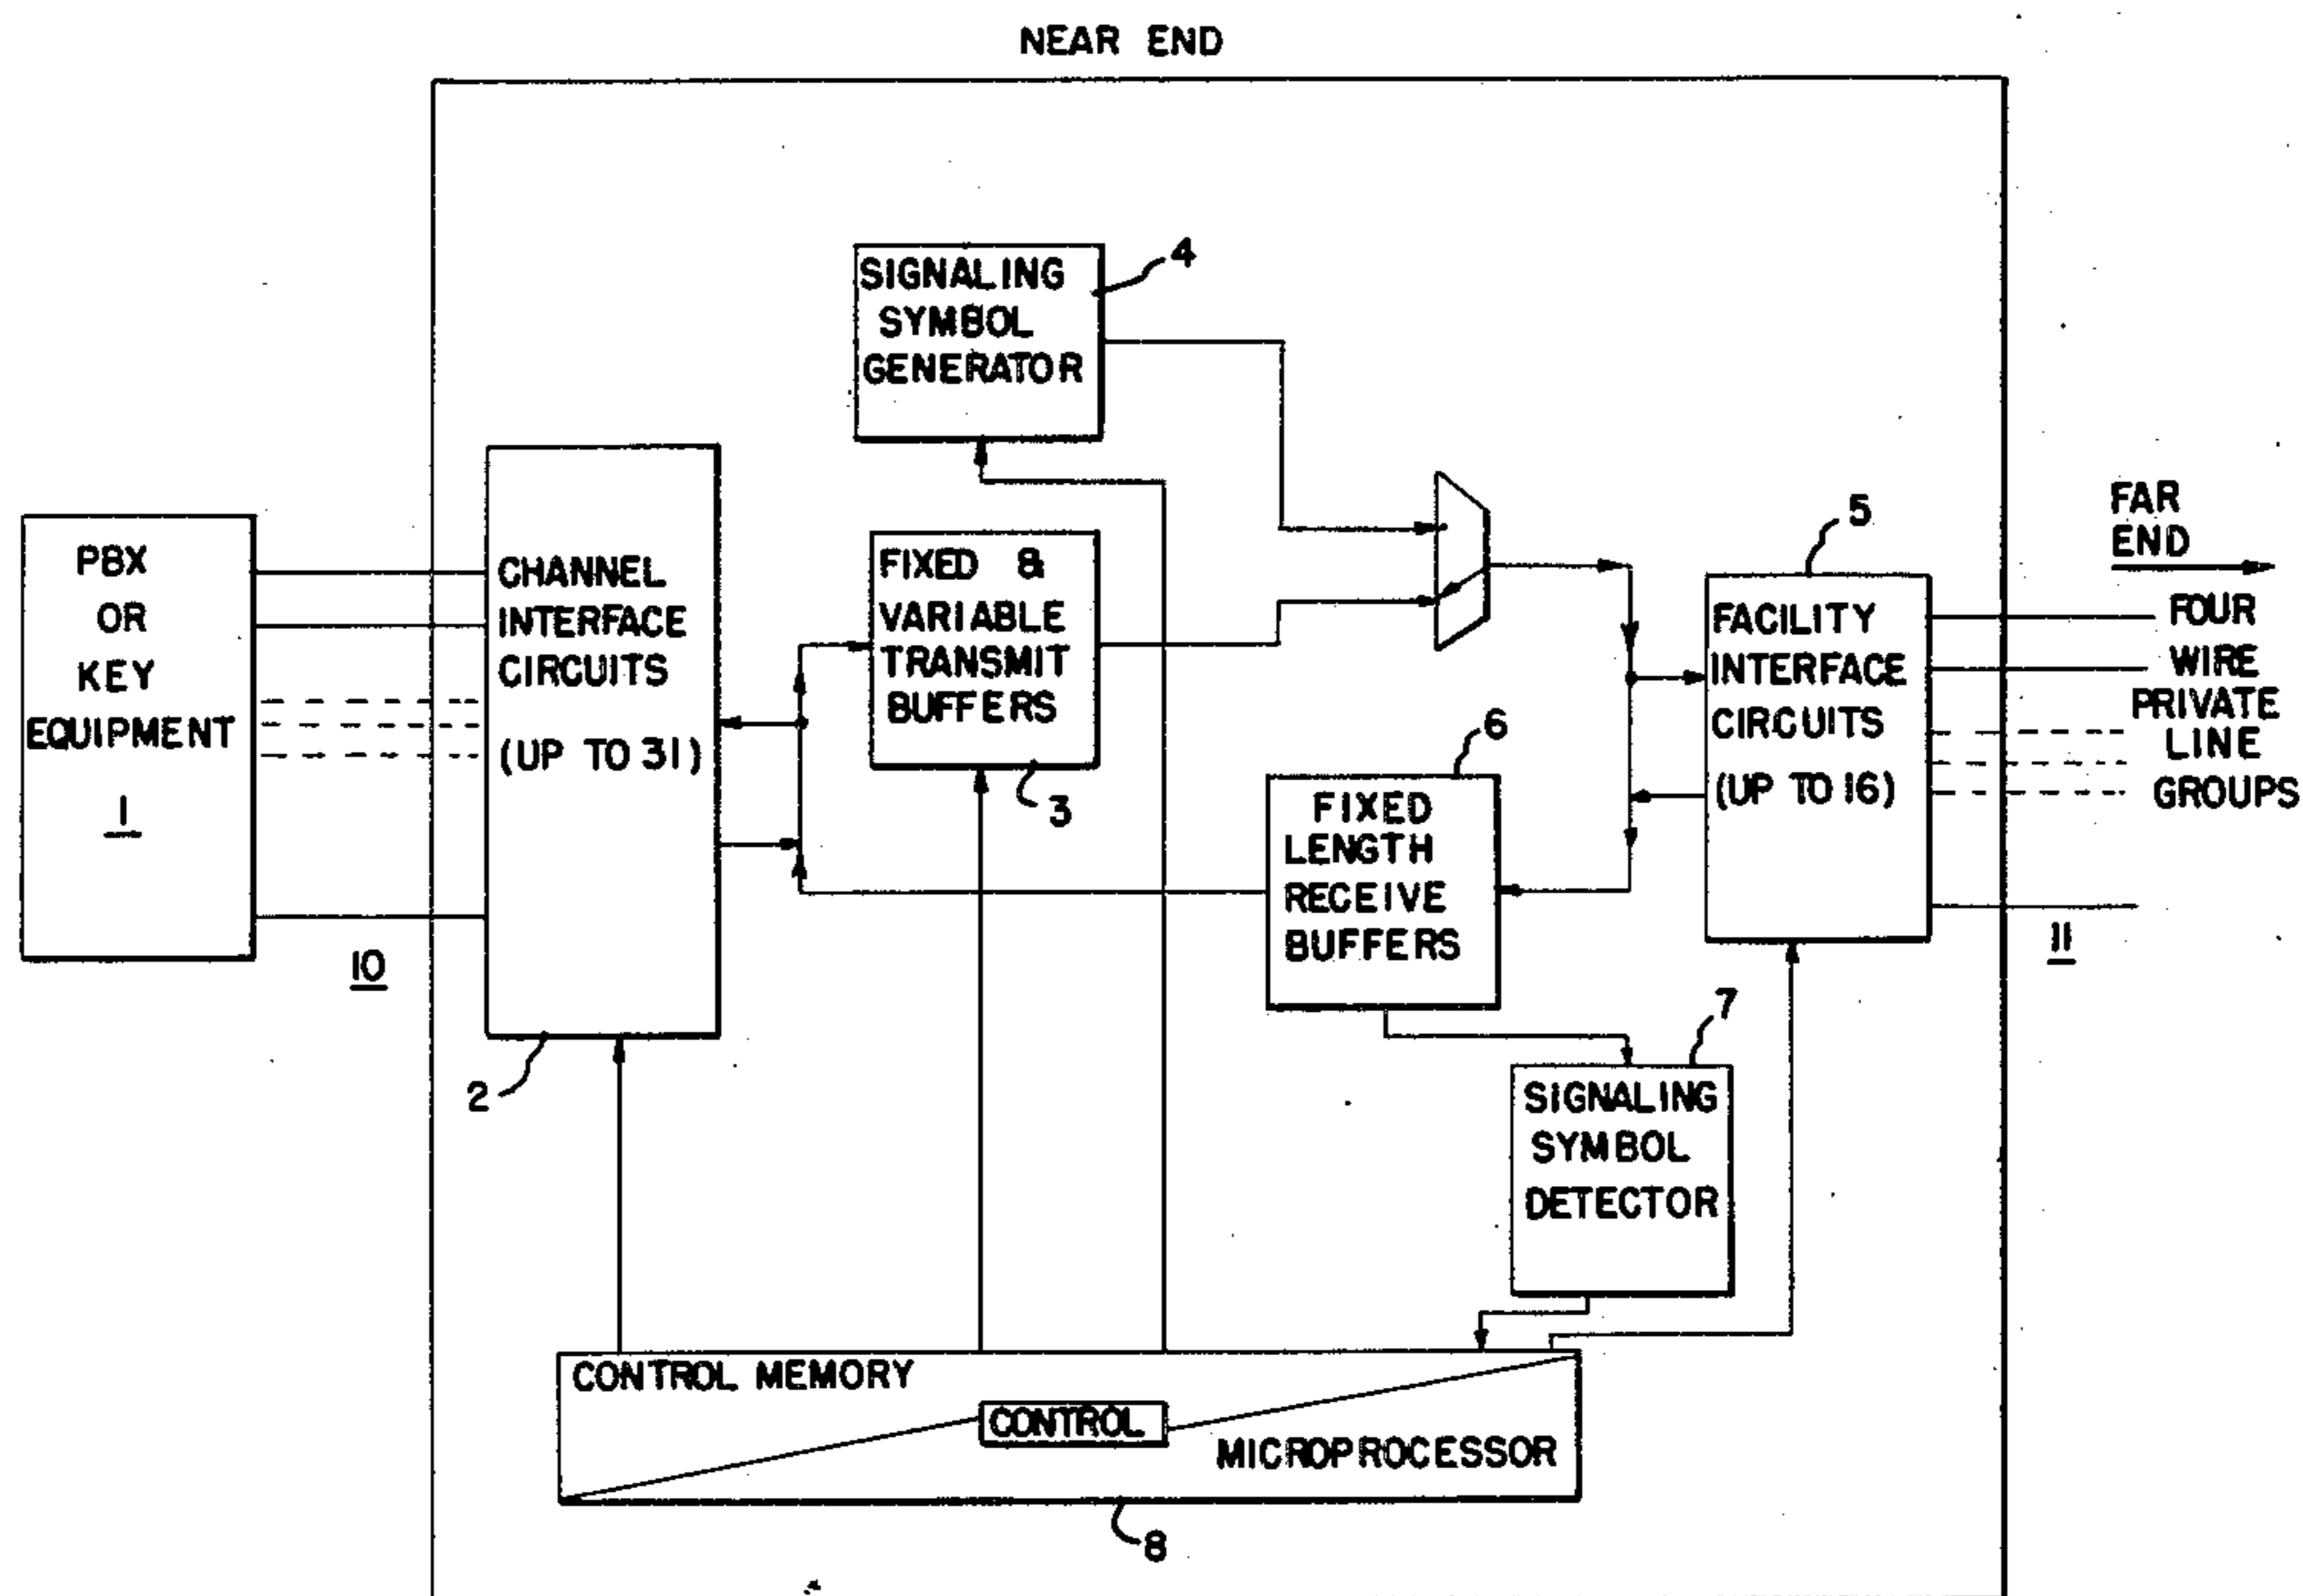 NEAR END
SIGNALING
SYMBOL
GENERATOR
4
PBX
OR
KEY
EQUIPMENT
1
10
CHANNEL
INTERFACE
CIRCUITS
(UP TO 31)
2
FIXED &
VARIABLE
TRANSMIT
BUFFERS
3
FIXED
LENGTH
RECEIVE
BUFFERS
6
5
FACILITY
INTERFACE
CIRCUITS
(UP TO 16)
FAR
END
FOUR
WIRE
PRIVATE
LINE
GROUPS
11
7
SIGNALING
SYMBOL
DETECTOR
CONTROL MEMORY
CONTROL
MICROPROCESSOR
8